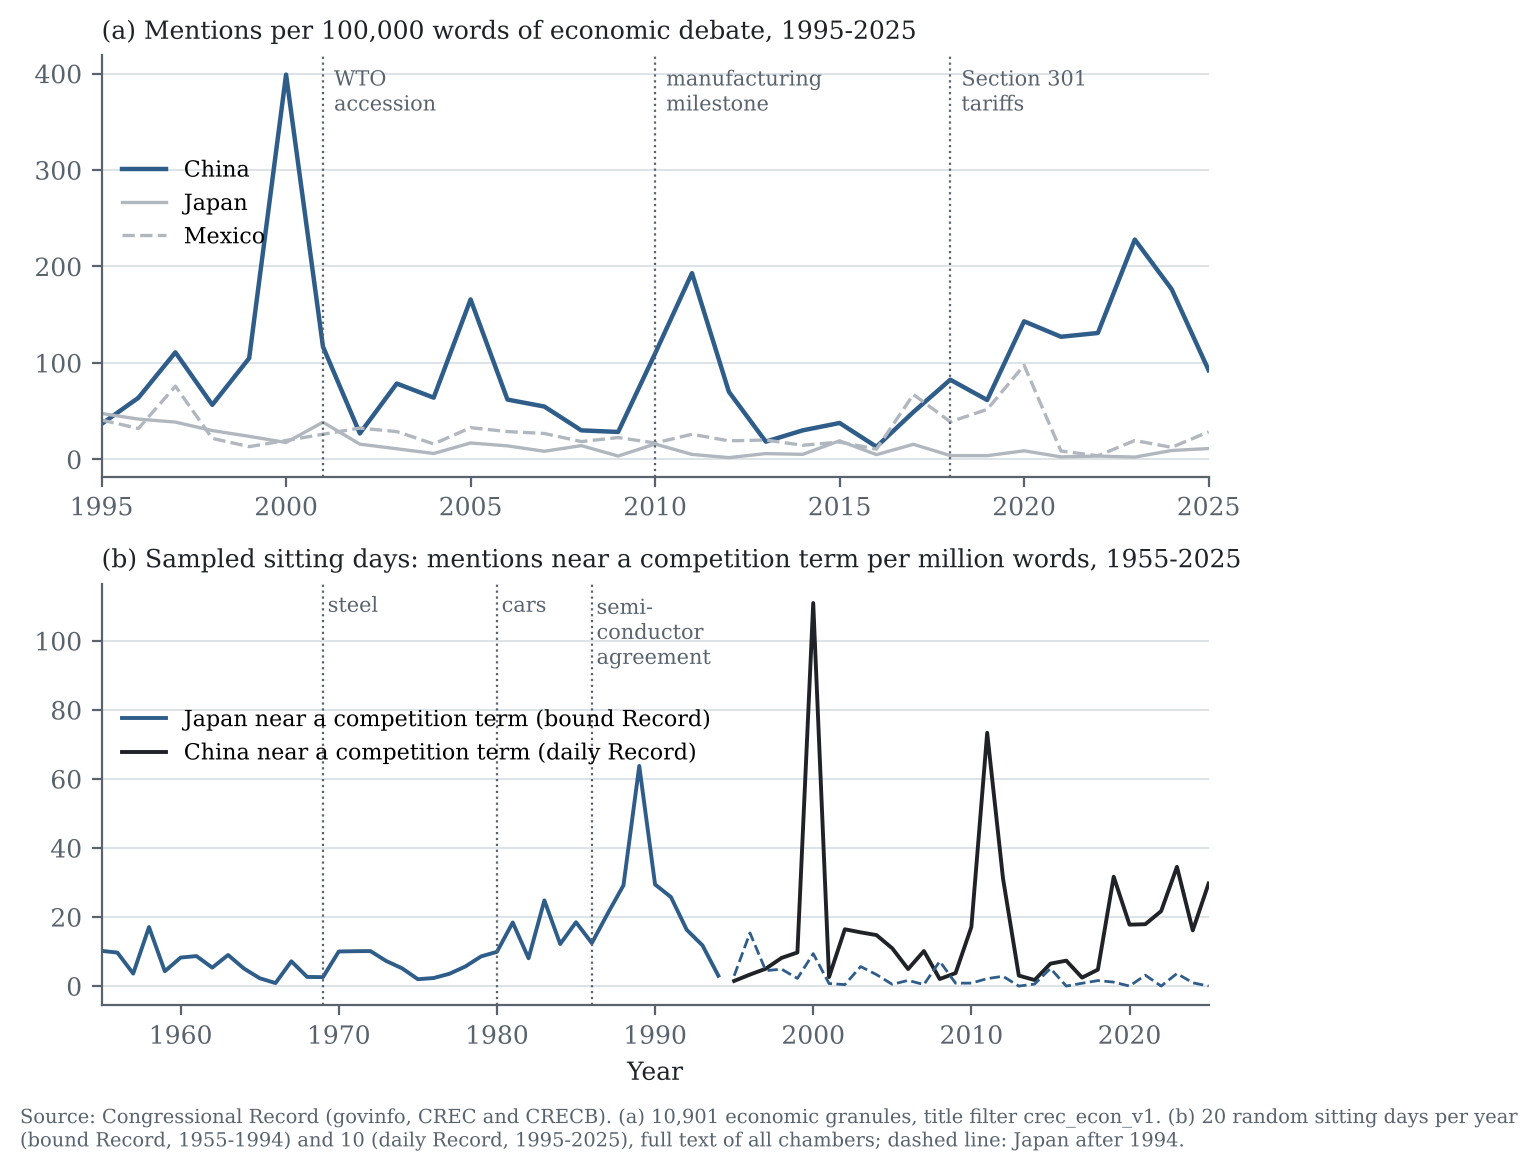 (a) Mentions per 100,000 words of economic debate, 1995-2025
400
300
200
100
0
WTO
accession
manufacturing
milestone
Section 301
tariffs
China
Japan
Mexico
1995 2000 2005 2010 2015 2020 2025
(b) Sampled sitting days: mentions near a competition term per million words, 1955-2025
100
80
60
40
20
0
steel
cars
semi-
conductor
agreement
Japan near a competition term (bound Record)
China near a competition term (daily Record)
1960 1970 1980 1990 2000 2010 2020
Year
Source: Congressional Record (govinfo, CREC and CRECB). (a) 10,901 economic granules, title filter crec_econ_v1. (b) 20 random sitting days per year
(bound Record, 1955-1994) and 10 (daily Record, 1995-2025), full text of all chambers; dashed line: Japan after 1994.